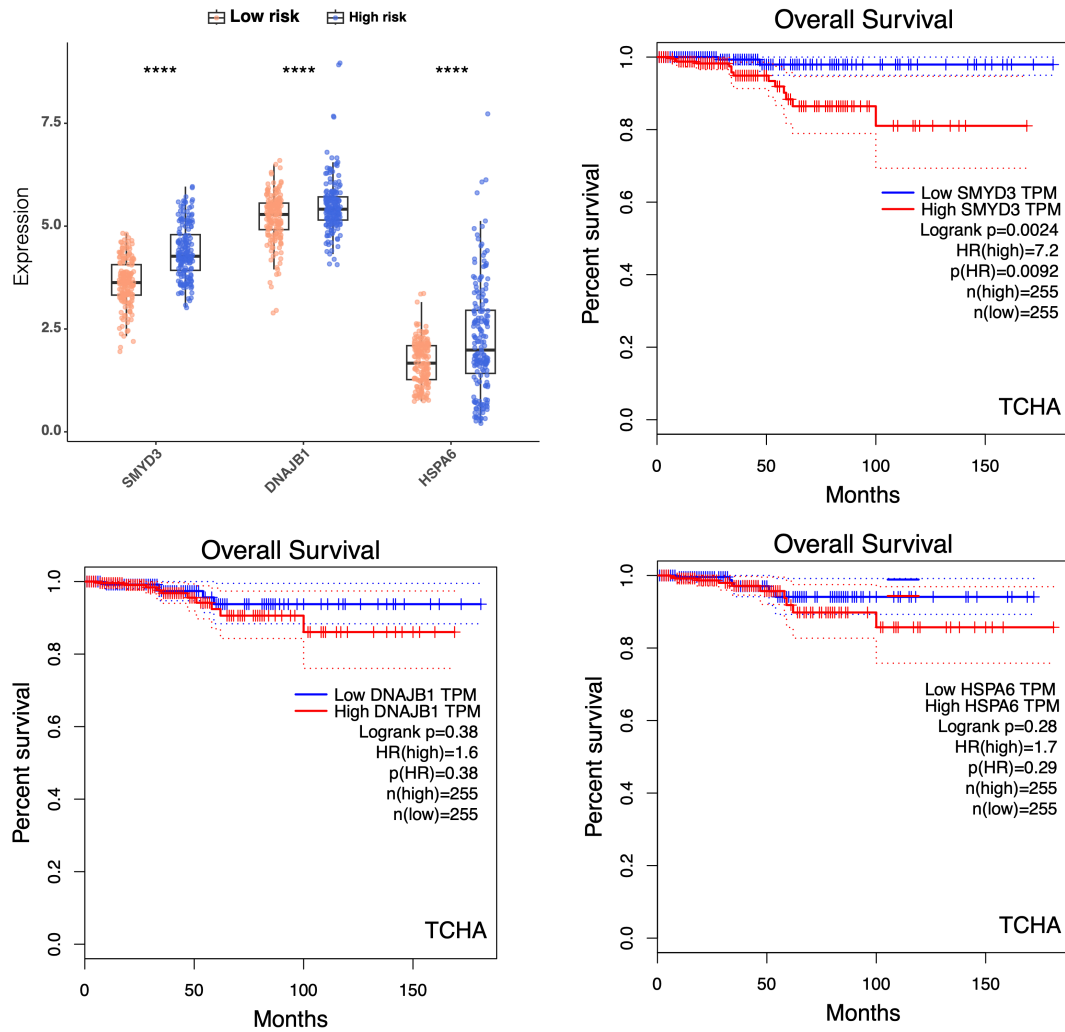 Low risk High risk
**** **** ****
Expression
7.5
5.0
2.5
0.0
SMYD3 DNAJB1 HSPA6
Overall Survival
Percent survival
1.0
0.8
0.6
0.4
0.2
0.0
Low SMYD3 TPM
High SMYD3 TPM
Logrank p=0.0024
HR(high)=7.2
p(HR)=0.0092
n(high)=255
n(low)=255
TCHA
0 50 100 150
Months
Overall Survival
Percent survival
1.0
0.8
0.6
0.4
0.2
0.0
Low DNAJB1 TPM
High DNAJB1 TPM
Logrank p=0.38
HR(high)=1.6
p(HR)=0.38
n(high)=255
n(low)=255
TCHA
0 50 100 150
Months
Overall Survival
Percent survival
1.0
0.8
0.6
0.4
0.2
0.0
Low HSPA6 TPM
High HSPA6 TPM
Logrank p=0.28
HR(high)=1.7
p(HR)=0.29
n(high)=255
n(low)=255
TCHA
0 50 100 150
Months